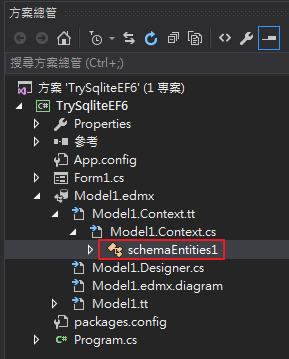 方案總管
搜尋方案總管 (Ctrl+;)
方案 'TrySqliteEF6' (1 專案)
C# TrySqliteEF6
Properties
參考
App.config
Form1.cs
Model1.edmx
Model1.Context.tt
Model1.Context.cs
schemaEntities1
Model1.Designer.cs
Model1.edmx.diagram
Model1.tt
packages.config
C# Program.cs